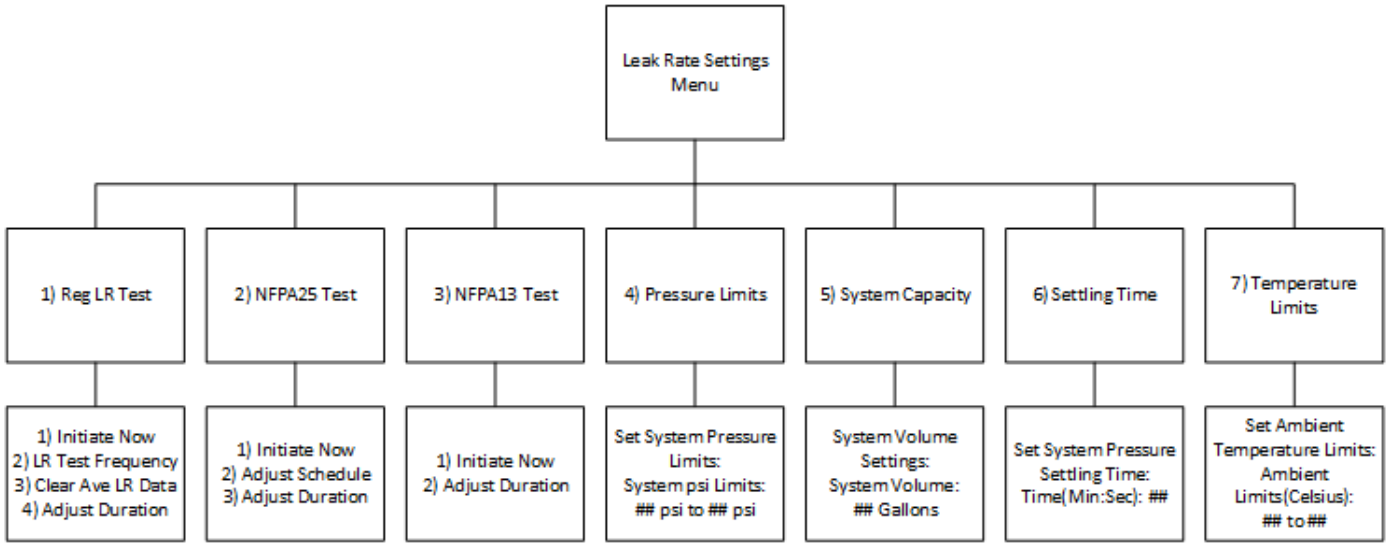 Leak Rate Settings
Menu
1) Reg LR Test
2) NFPA25 Test
3) NFPA13 Test
4) Pressure Limits
5) System Capacity
6) Settling Time
7) Temperature
Limits
1) Initiate Now
2) LR Test Frequency
3) Clear Ave LR Data
4) Adjust Duration
1) Initiate Now
2) Adjust Schedule
3) Adjust Duration
1) Initiate Now
2) Adjust Duration
Set System Pressure
Limits:
System psi Limits:
## psi to ## psi
System Volume
Settings:
System Volume:
## Gallons
Set System Pressure
Settling Time:
Time(Min:Sec): ##
Set Ambient
Temperature Limits:
Ambient
Limits(Celsius):
## to ##